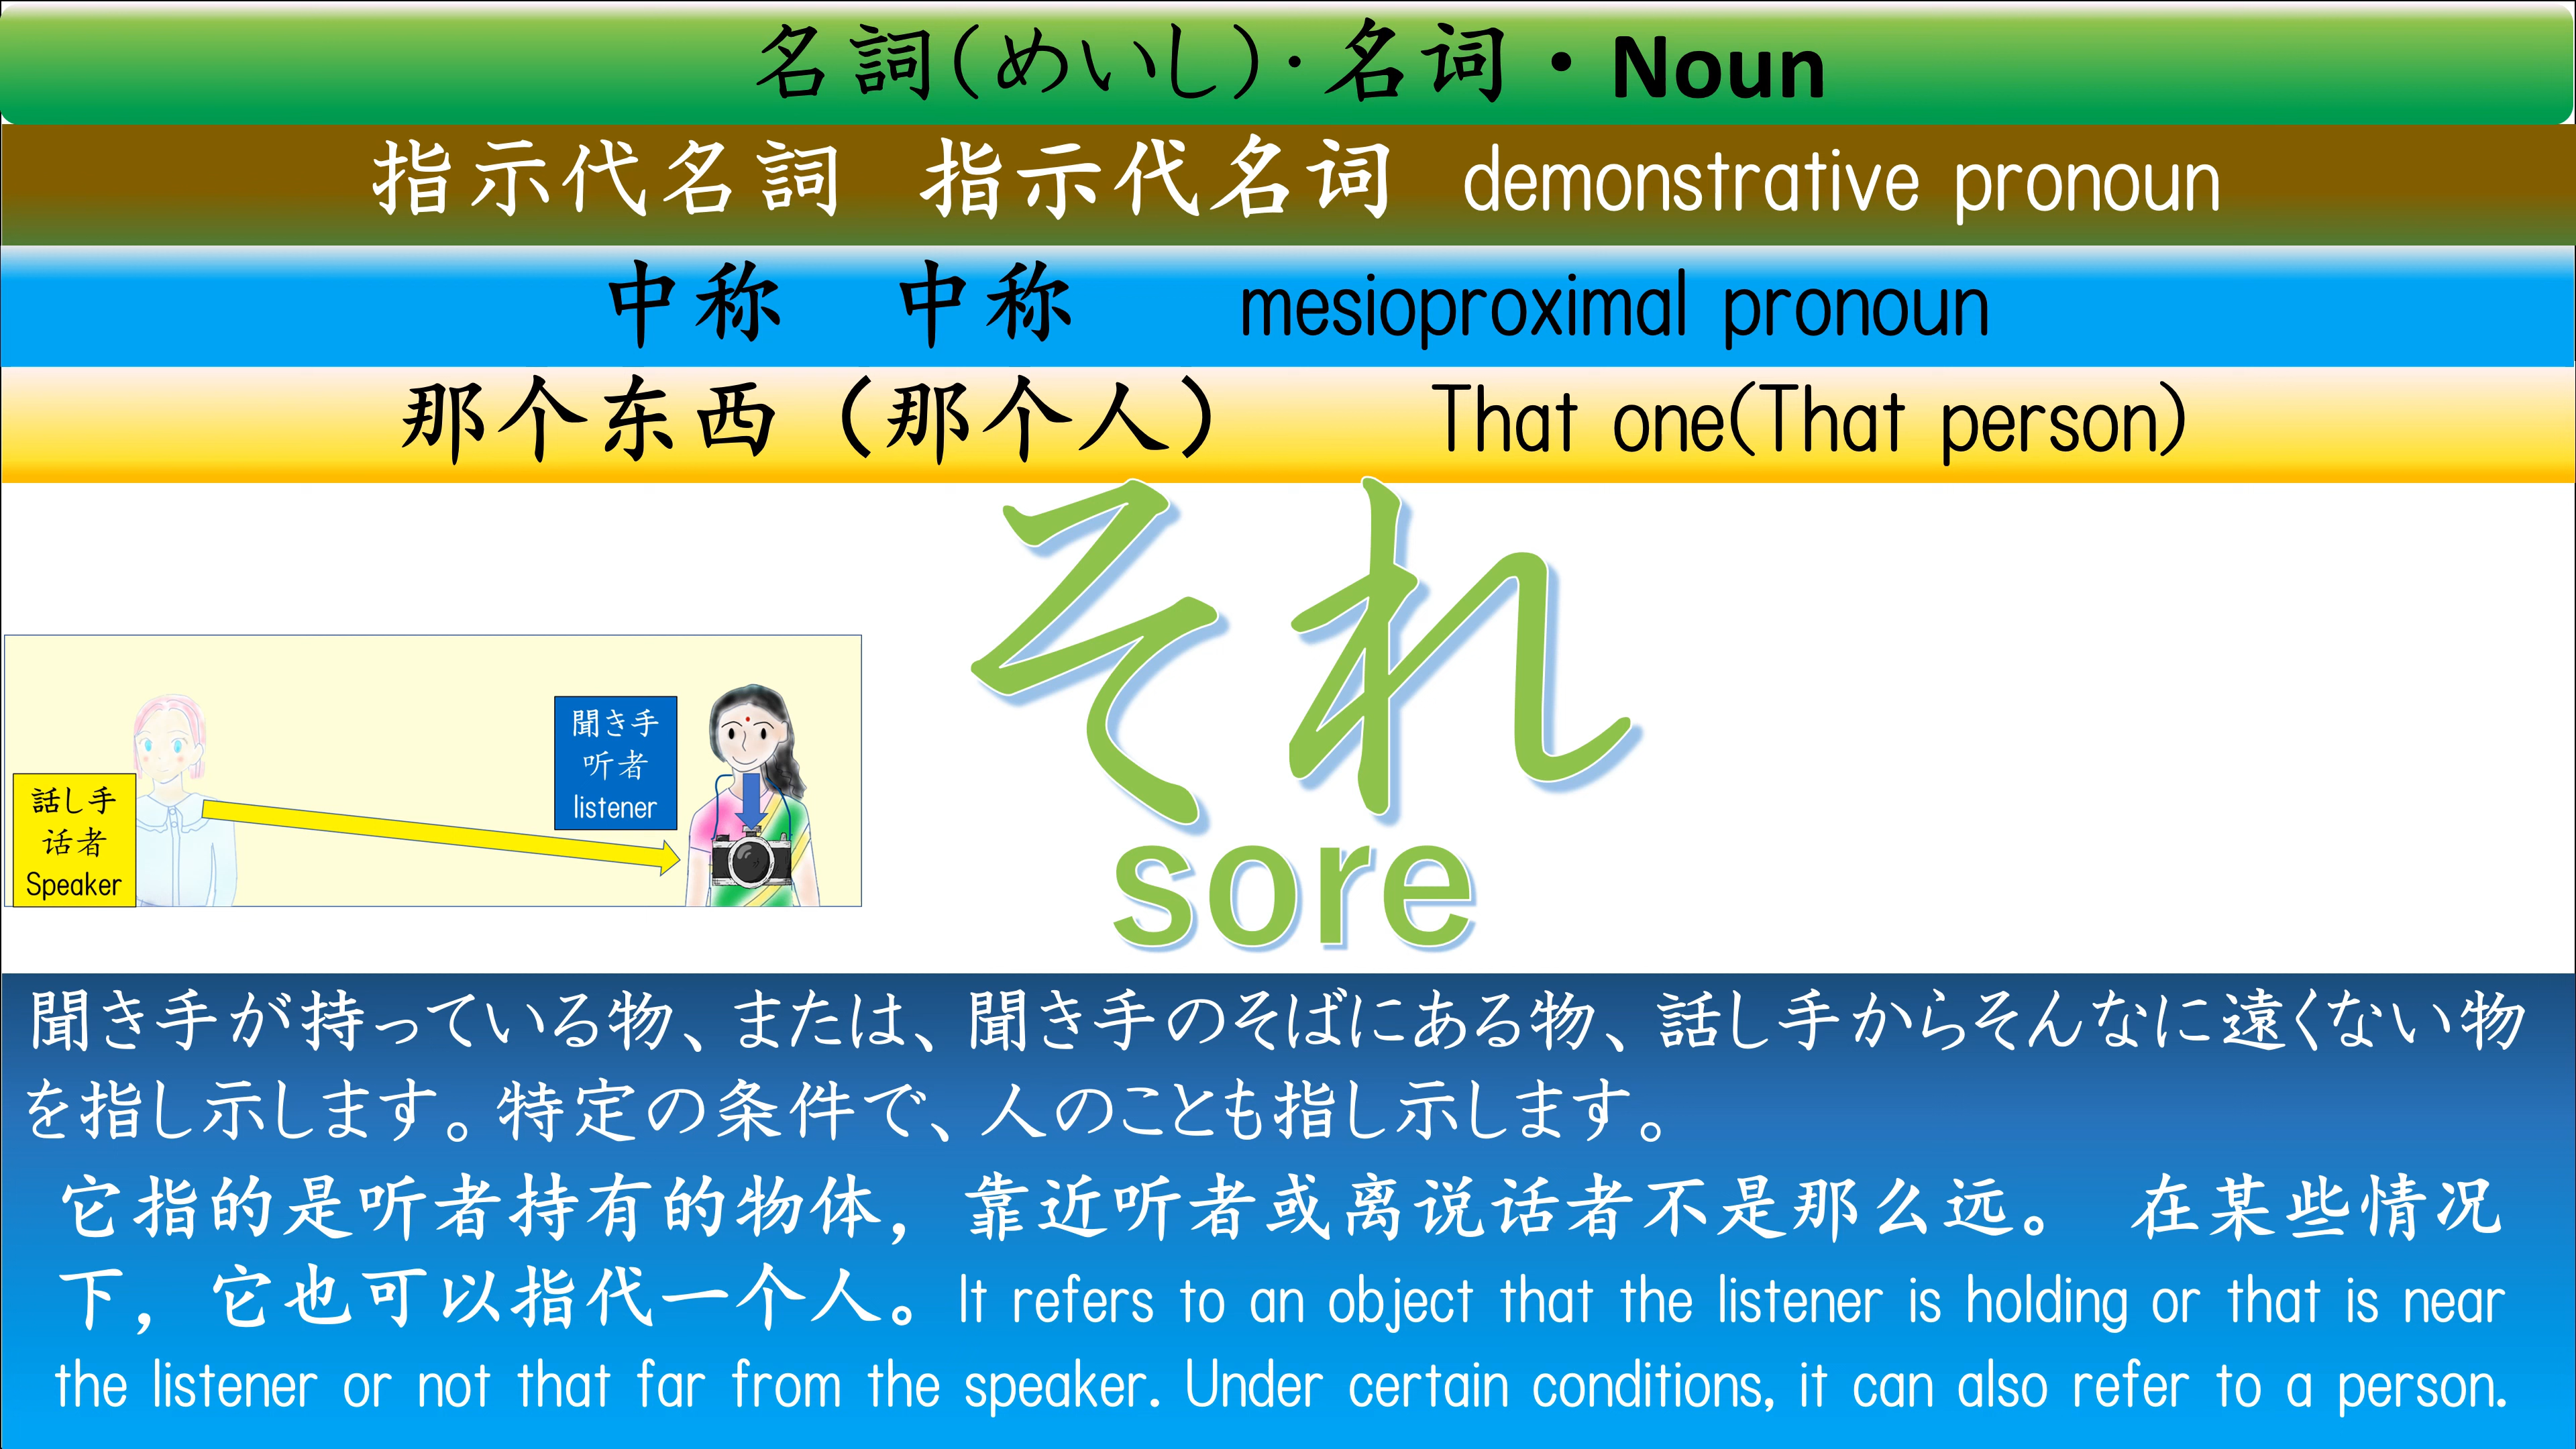 名詞(めいし)·名词・Noun
指示代名詞　指示代名词　demonstrative pronoun
中称　中称　mesioproximal pronoun
那个东西（那个人）　That one(That person)
それ
sore
話し手
话者
Speaker
聞き手
听者
listener
聞き手が持っている物、または、聞き手のそばにある物、話し手からそんなに遠くない物
を指し示します。特定の条件で、人のことも指し示します。
它指的是听者持有的物体，靠近听者或离说话者不是那么远。 在某些情况
下，它也可以指代一个人。It refers to an object that the listener is holding or that is near
the listener or not that far from the speaker. Under certain conditions, it can also refer to a person.